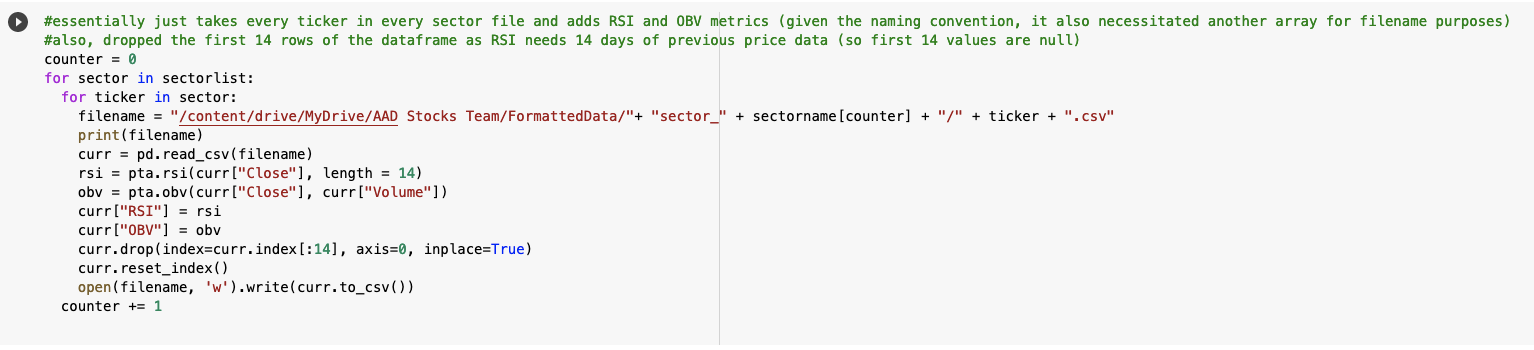 #essentially just takes every ticker in every sector file and adds RSI and OBV metrics (given the naming convention, it also necessitated another array for filename purposes)
#also, dropped the first 14 rows of the dataframe as RSI needs 14 days of previous price data (so first 14 values are null)
counter = 0
for sector in sectorlist:
  for ticker in sector:
    filename = "/content/drive/MyDrive/AAD Stocks Team/FormattedData/"+ "sector_" + sectorname[counter] + "/" + ticker + ".csv"
    print(filename)
    curr = pd.read_csv(filename)
    rsi = pta.rsi(curr["Close"], length = 14)
    obv = pta.obv(curr["Close"], curr["Volume"])
    curr["RSI"] = rsi
    curr["OBV"] = obv
    curr.drop(index=curr.index[:14], axis=0, inplace=True)
    curr.reset_index()
    open(filename, 'w').write(curr.to_csv())
  counter += 1